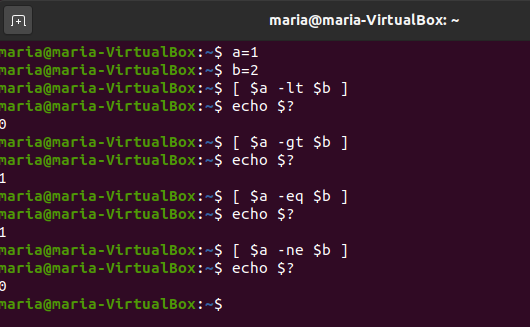 maria@maria-VirtualBox: ~
maria@maria-VirtualBox:~$ a=1
maria@maria-VirtualBox:~$ b=2
maria@maria-VirtualBox:~$ [ $a -lt $b ]
maria@maria-VirtualBox:~$ echo $?
0
maria@maria-VirtualBox:~$ [ $a -gt $b ]
maria@maria-VirtualBox:~$ echo $?
1
maria@maria-VirtualBox:~$ [ $a -eq $b ]
maria@maria-VirtualBox:~$ echo $?
1
maria@maria-VirtualBox:~$ [ $a -ne $b ]
maria@maria-VirtualBox:~$ echo $?
0
maria@maria-VirtualBox:~$